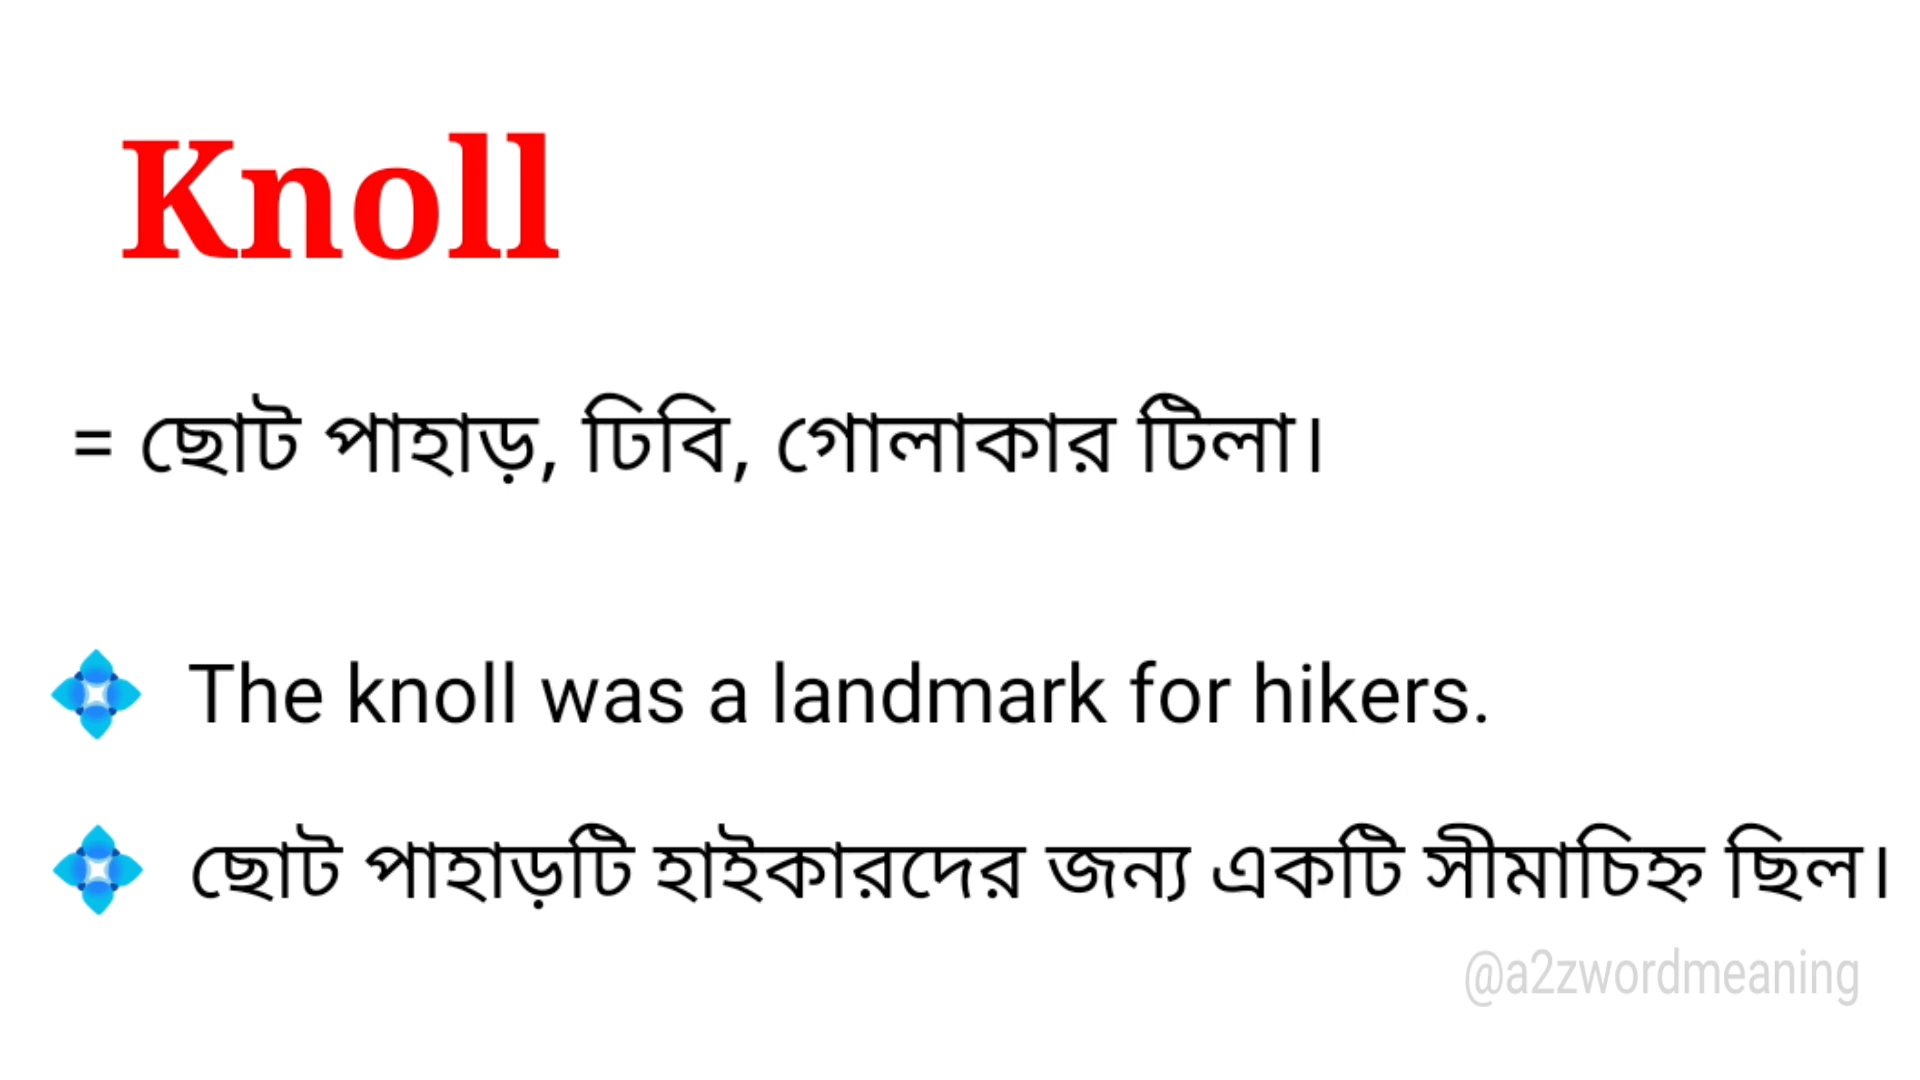 Knoll
= ছোট পাহাড়, ঢিবি, গোলাকার টিলা।
The knoll was a landmark for hikers.
ছোট পাহাড়টি হাইকারদের জন্য একটি সীমাচিহ্ন ছিল।
@a2zwordmeaning